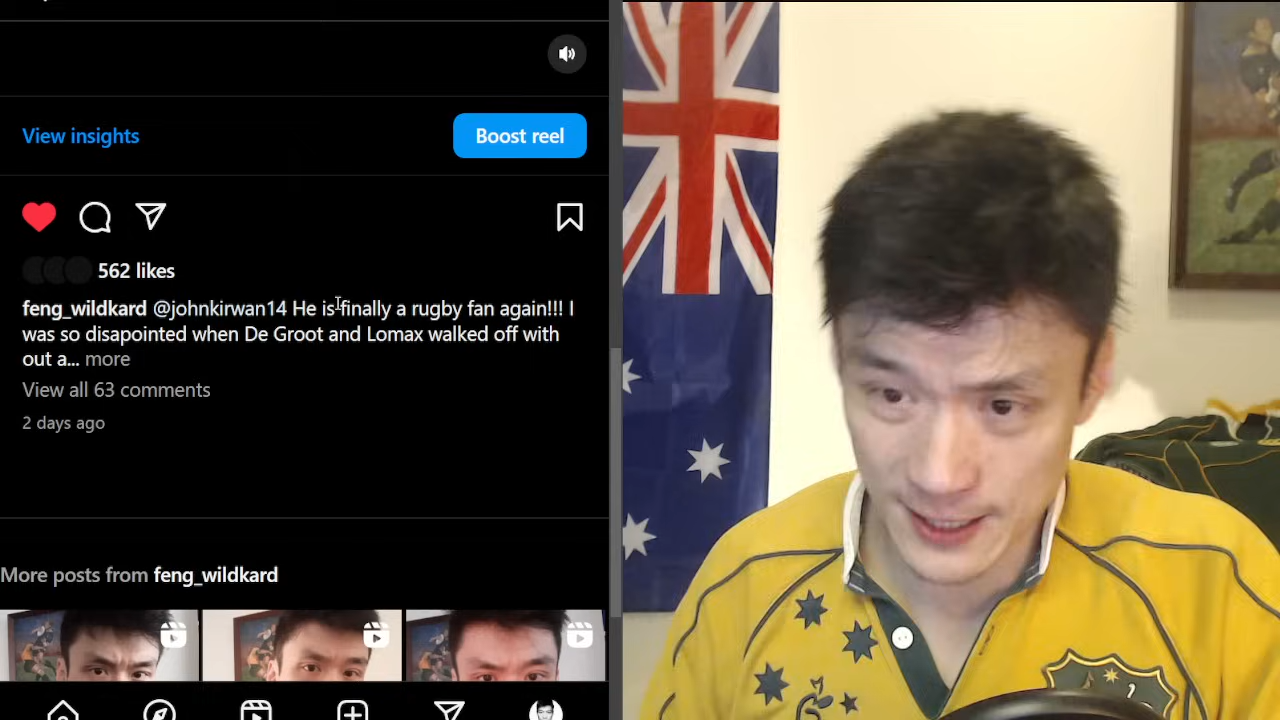 View insights
Boost reel
562 likes
feng_wildkard @johnkirwan14 He is finally a rugby fan again!!! I
was so disapointed when De Groot and Lomax walked off with
out a... more
View all 63 comments
2 days ago
More posts from feng_wildkard